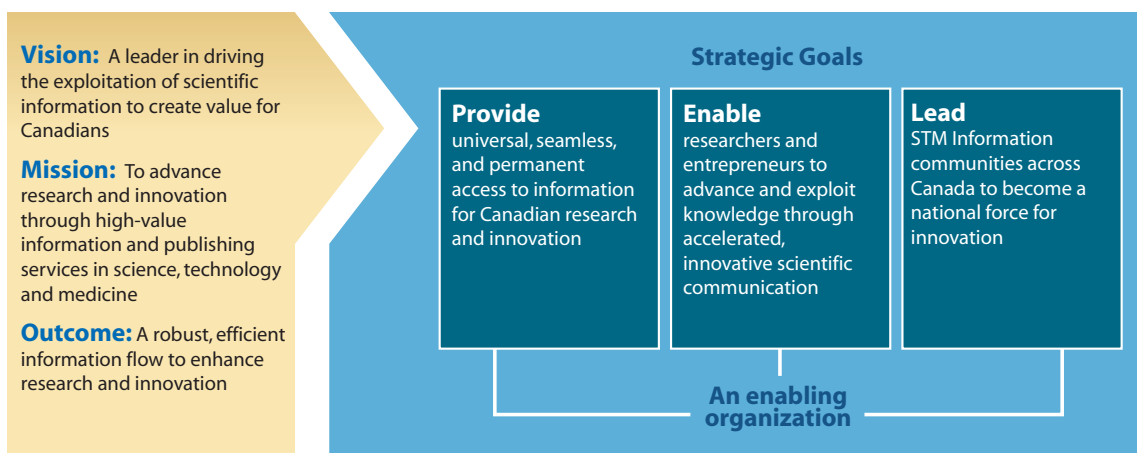 Vision: A leader in driving
the exploitation of scientific
information to create value for
Canadians
Mission: To advance
research and innovation
through high-value
information and publishing
services in science, technology
and medicine
Outcome: A robust, efficient
information flow to enhance
research and innovation
Strategic Goals
Provide
universal, seamless,
and permanent
access to information
for Canadian research
and innovation
Enable
researchers and
entrepreneurs to
advance and exploit
knowledge through
accelerated,
innovative scientific
communication
Lead
STM Information
communities across
Canada to become a
national force for
innovation
An enabling
organization